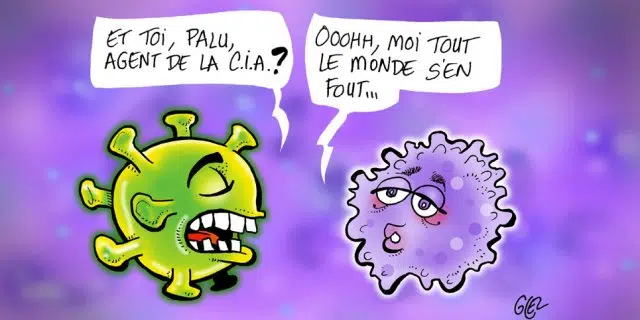 ET TOI, PALU,
AGENT DE LA C.I.A.?
OOOHH, MOI TOUT
LE MONDE S'EN
FOUT...
GLEZ